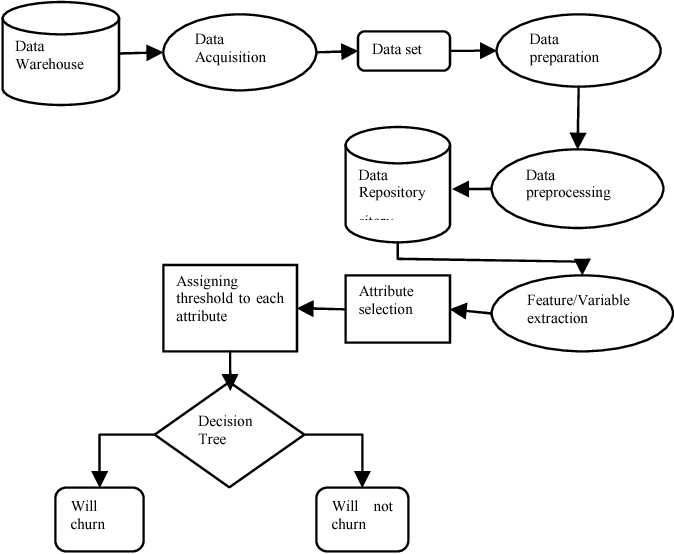 Data
Warehouse
Data
Acquisition
Data set
Data
preparation
Data
Repository
Data
preprocessing
Assigning
threshold to each
attribute
Attribute
selection
Feature/Variable
extraction
Decision
Tree
Will
churn
Will not
churn